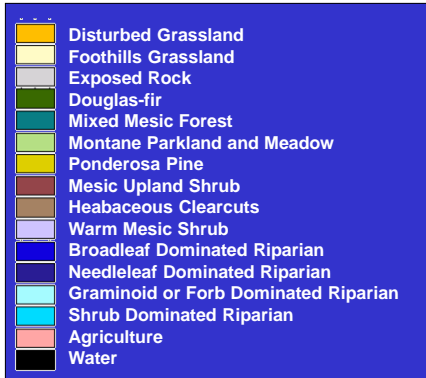 Disturbed Grassland
Foothills Grassland
Exposed Rock
Douglas-fir
Mixed Mesic Forest
Montane Parkland and Meadow
Ponderosa Pine
Mesic Upland Shrub
Heabaceous Clearcuts
Warm Mesic Shrub
Broadleaf Dominated Riparian
Needleleaf Dominated Riparian
Graminoid or Forb Dominated Riparian
Shrub Dominated Riparian
Agriculture
Water